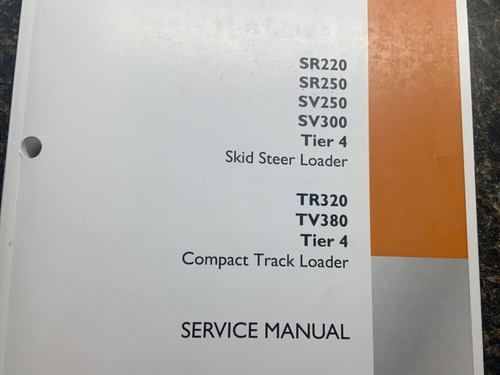 SR220
SR250
SV250
SV300
Tier 4
Skid Steer Loader
TR320
TV380
Tier 4
Compact Track Loader
SERVICE MANUAL